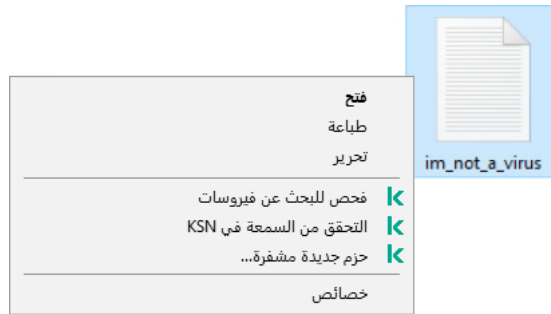 فتح
طباعة
تحرير
im_not_a_virus
فحص للبحث عن فيروسات
التحقق من السمعة في KSN
حزم جديدة مشفرة...
خصائص